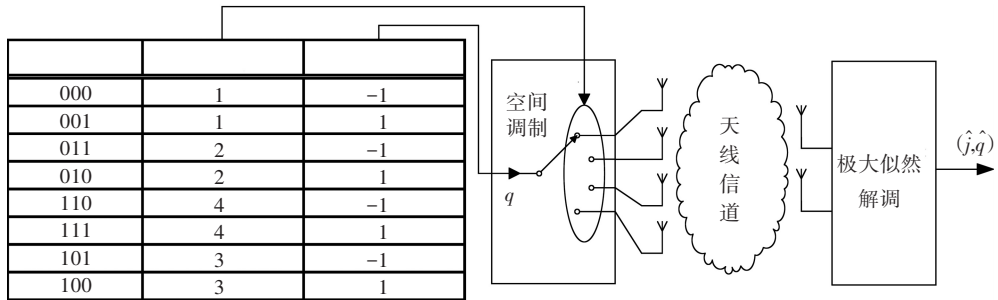 000 1 -1
001 1 1
011 2 -1
010 2 1
110 4 -1
111 4 1
101 3 -1
100 3 1
空间
调制
q
天
线
信
道
极大似然
解调
(ĵ,q̂)